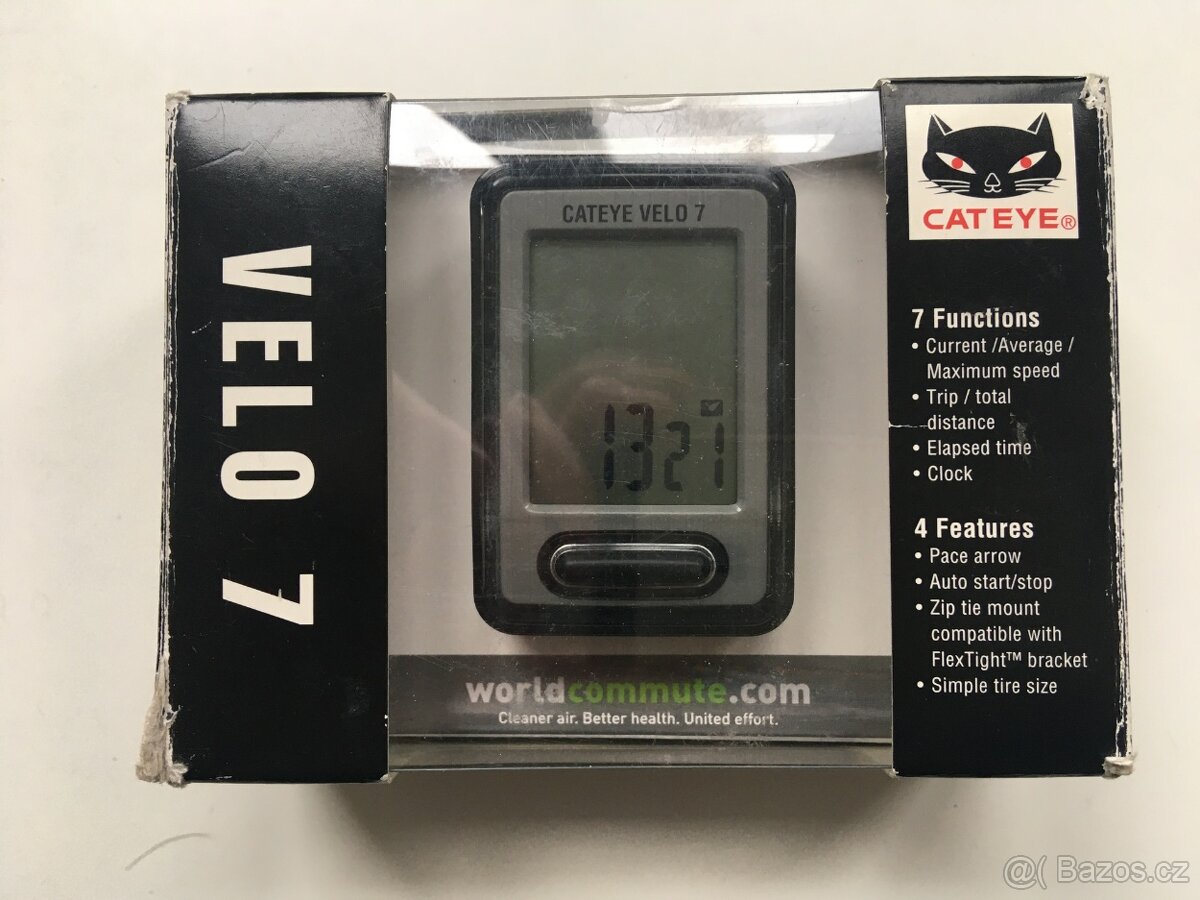 VELO 7
CATEYE VELO 7
1321
worldcommute.com
Cleaner air. Better health. United effort.
CATEYE®
7 Functions
• Current /Average /
Maximum speed
• Trip / total
distance
• Elapsed time
• Clock
4 Features
• Pace arrow
• Auto start/stop
• Zip tie mount
compatible with
FlexTight™ bracket
• Simple tire size
@( Bazos.cz